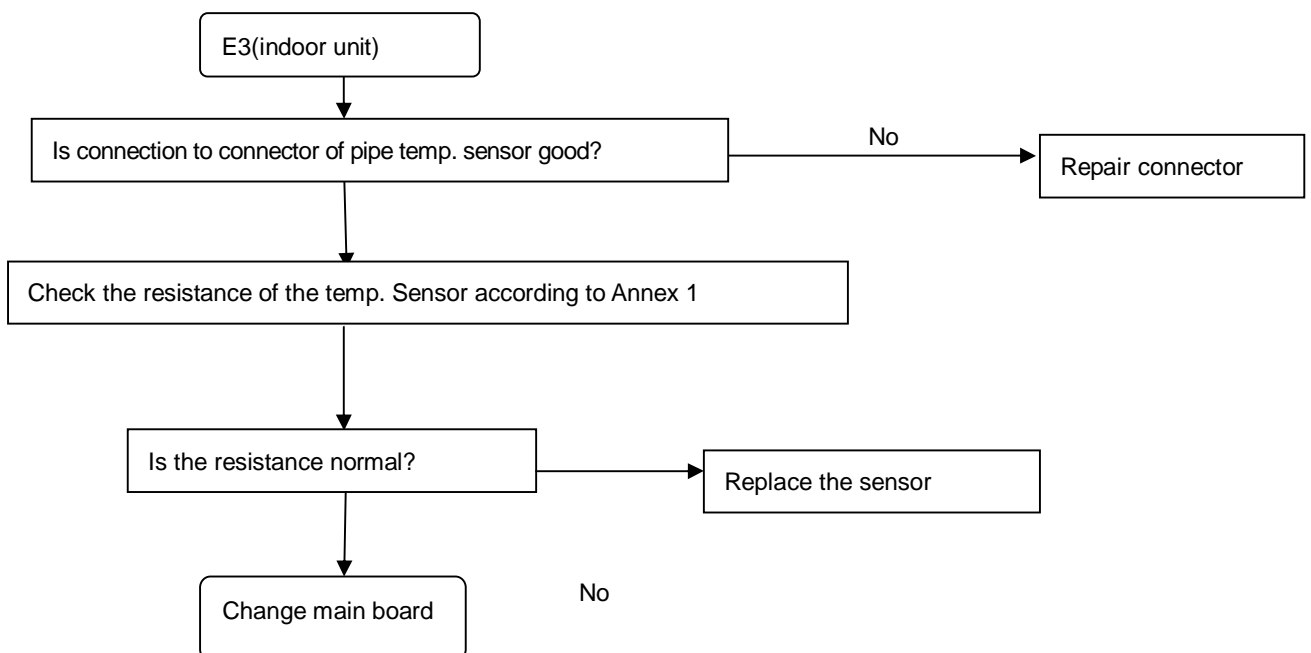 E3(indoor unit)
Is connection to connector of pipe temp. sensor good?
No
Repair connector
Check the resistance of the temp. Sensor according to Annex 1
Is the resistance normal?
Replace the sensor
No
Change main board